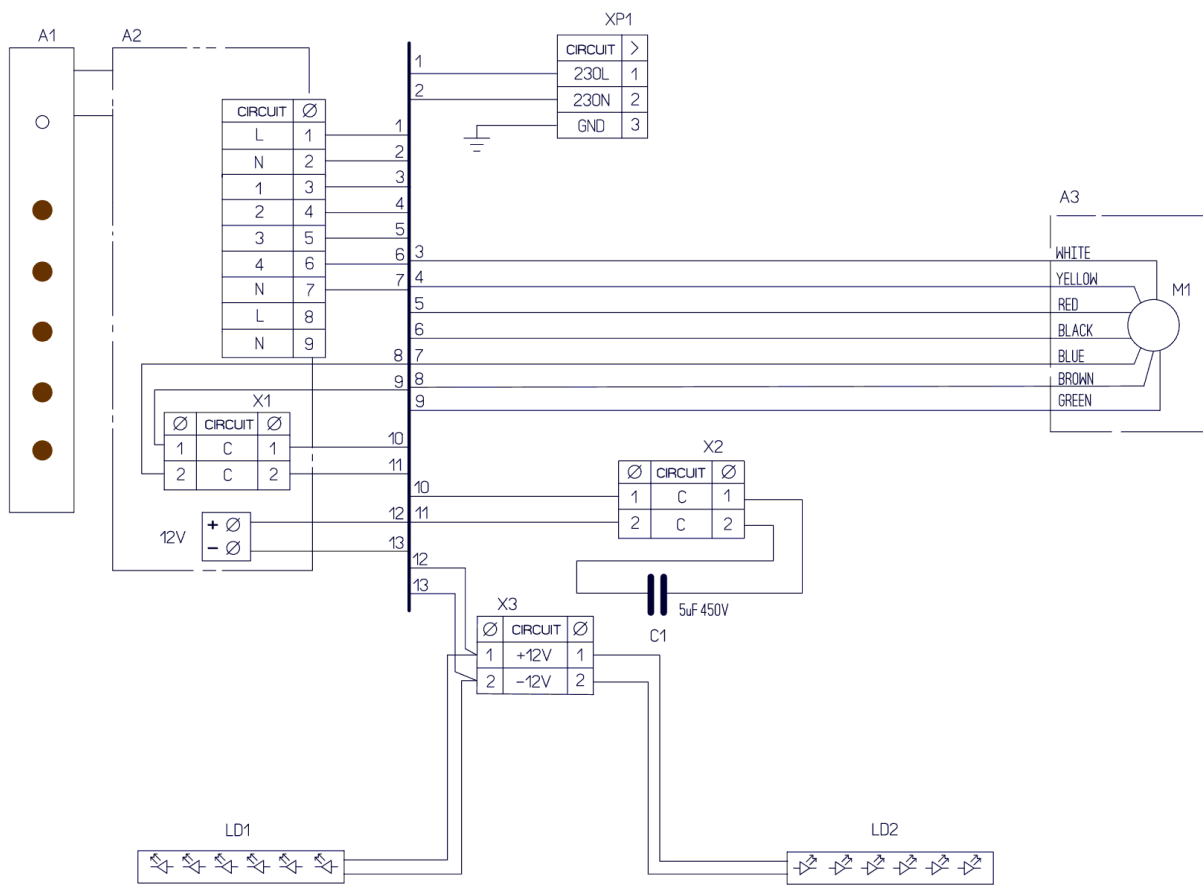 XP1
CIRCUIT >
230L 1
230N 2
GND 3
A1
A2
CIRCUIT Ø
L 1
N 2
1 3
2 4
3 5
4 6
N 7
L 8
N 9
1
2
3
4
5
6
7
8
9
10
11
12
13
1
2
3
4
5
6
7
8
9
10
11
12
13
A3
WHITE
YELLOW
RED
BLACK
BLUE
BROWN
GREEN
M1
X1
Ø CIRCUIT Ø
1 C 1
2 C 2
12V
+ Ø
- Ø
X2
Ø CIRCUIT Ø
1 C 1
2 C 2
5uF 450V
C1
X3
Ø CIRCUIT Ø
1 +12V 1
2 -12V 2
LD1
LD2